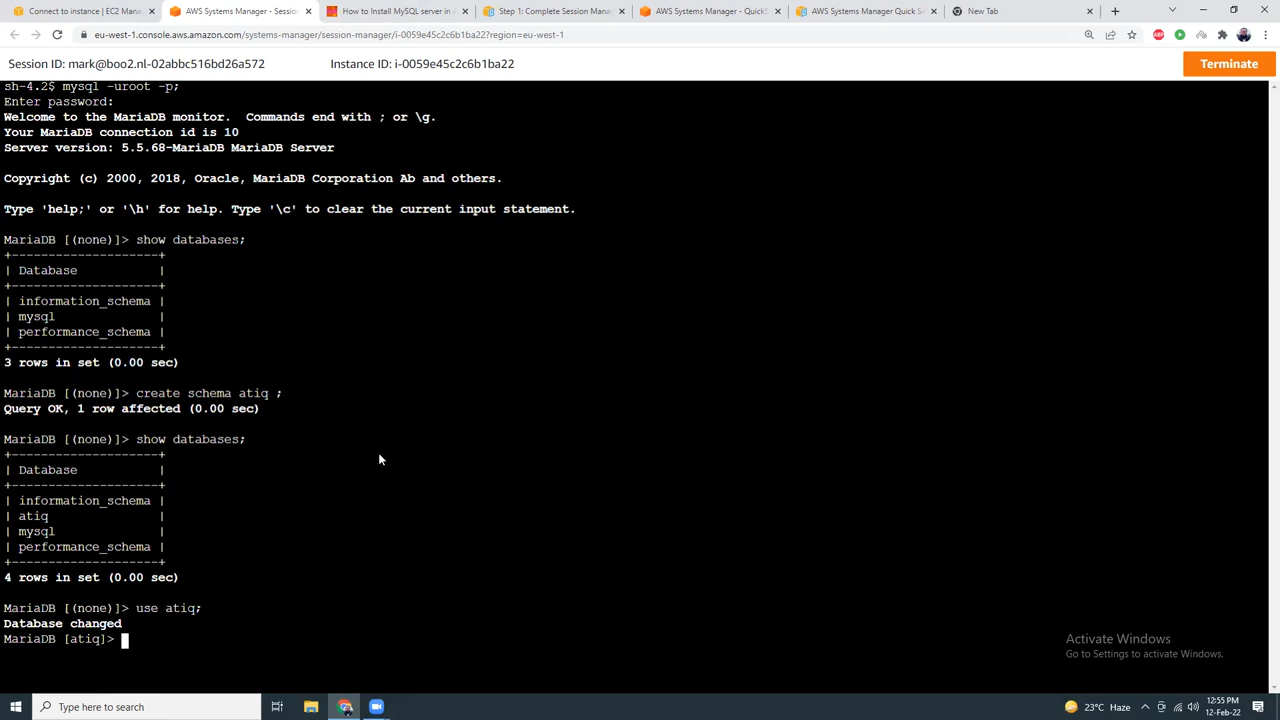 Connect to instance | EC2 Manag
AWS Systems Manager - Session
How to Install MySQL server in A
Step 1: Complete Session Manag
AWS Systems Manager - QuickS
AWS Systems Manager Quick Se
New Tab
eu-west-1.console.aws.amazon.com/systems-manager/session-manager/i-0059e45c2c6b1ba22?region=eu-west-1
Session ID: mark@boo2.nl-02abbc516bd26a572
Instance ID: i-0059e45c2c6b1ba22
Terminate
sh-4.2$ mysql -uroot -p;
Enter password:
Welcome to the MariaDB monitor.  Commands end with ; or \g.
Your MariaDB connection id is 10
Server version: 5.5.68-MariaDB MariaDB Server
Copyright (c) 2000, 2018, Oracle, MariaDB Corporation Ab and others.
Type 'help;' or '\h' for help. Type '\c' to clear the current input statement.
MariaDB [(none)]> show databases;
+--------------------+
| Database           |
+--------------------+
| information_schema |
| mysql              |
| performance_schema |
+--------------------+
3 rows in set (0.00 sec)
MariaDB [(none)]> create schema atiq ;
Query OK, 1 row affected (0.00 sec)
MariaDB [(none)]> show databases;
+--------------------+
| Database           |
+--------------------+
| information_schema |
| atiq               |
| mysql              |
| performance_schema |
+--------------------+
4 rows in set (0.00 sec)
MariaDB [(none)]> use atiq;
Database changed
MariaDB [atiq]>
Activate Windows
Go to Settings to activate Windows.
Type here to search
23°C Haze
12:55 PM
12-Feb-22